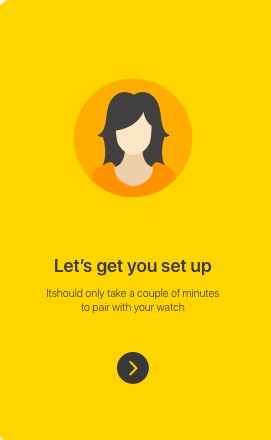 Let's get you set up
Itshould only take a couple of minutes
to pair with your watch